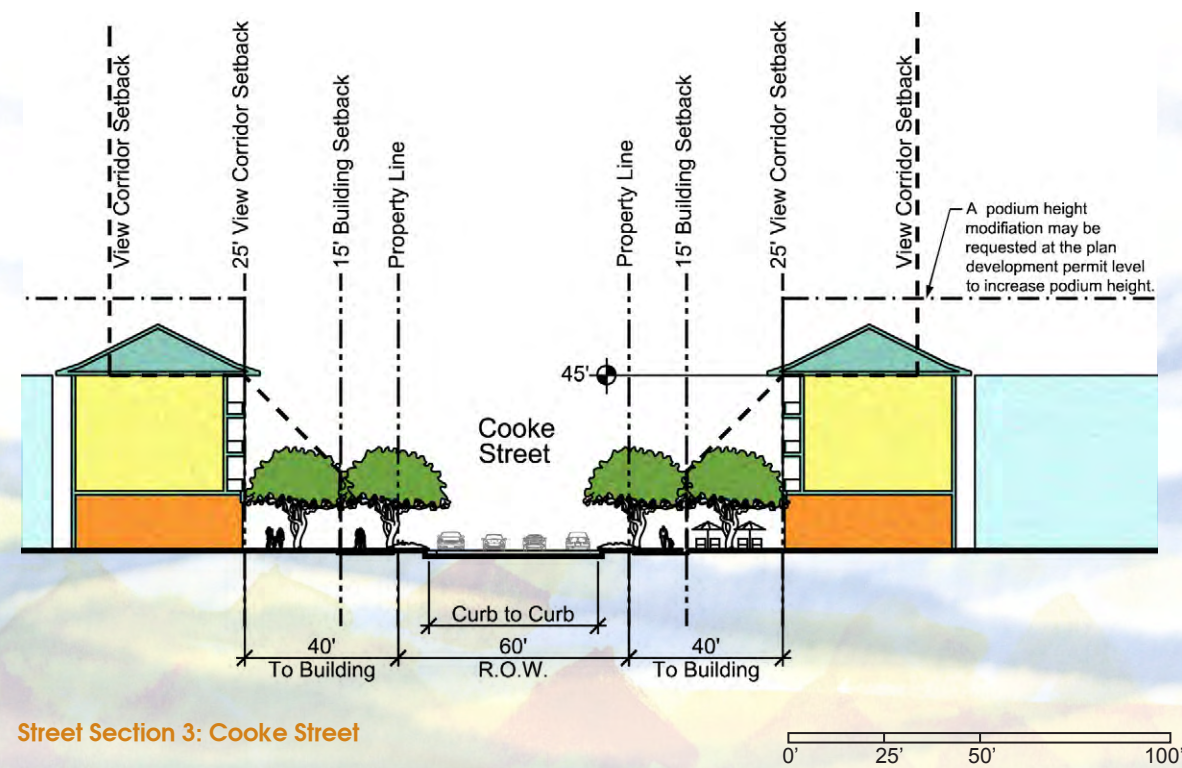 View Corridor Setback
25' View Corridor Setback
15' Building Setback
Property Line
Property Line
15' Building Setback
25' View Corridor Setback
View Corridor Setback
A podium height
modifiation may be
requested at the plan
development permit level
to increase podium height.
45'
Cooke
Street
Curb to Curb
40'
60'
40'
To Building
R.O.W.
To Building
Street Section 3: Cooke Street
0'
25'
50'
100'